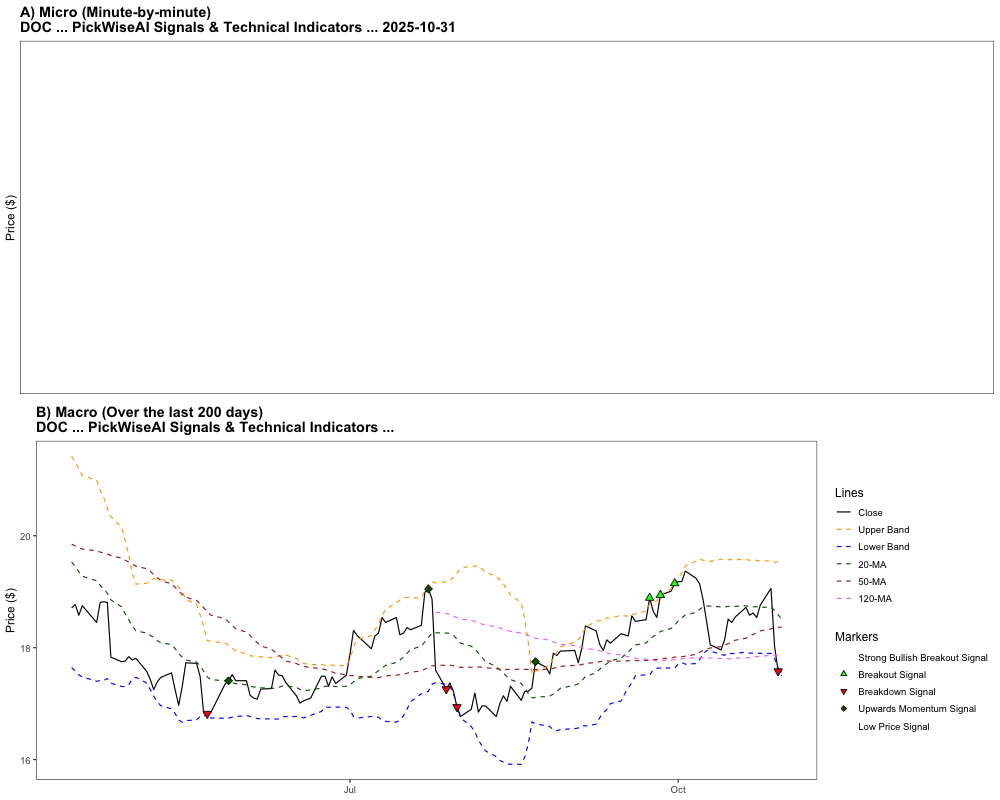 A) Micro (Minute-by-minute)
DOC ... PickWiseAI Signals & Technical Indicators ... 2025-10-31
Price ($)
B) Macro (Over the last 200 days)
DOC ... PickWiseAI Signals & Technical Indicators ...
Price ($)
20
18
16
Jul
Oct
Lines
Close
Upper Band
Lower Band
20-MA
50-MA
120-MA
Markers
Strong Bullish Breakout Signal
Breakout Signal
Breakdown Signal
Upwards Momentum Signal
Low Price Signal